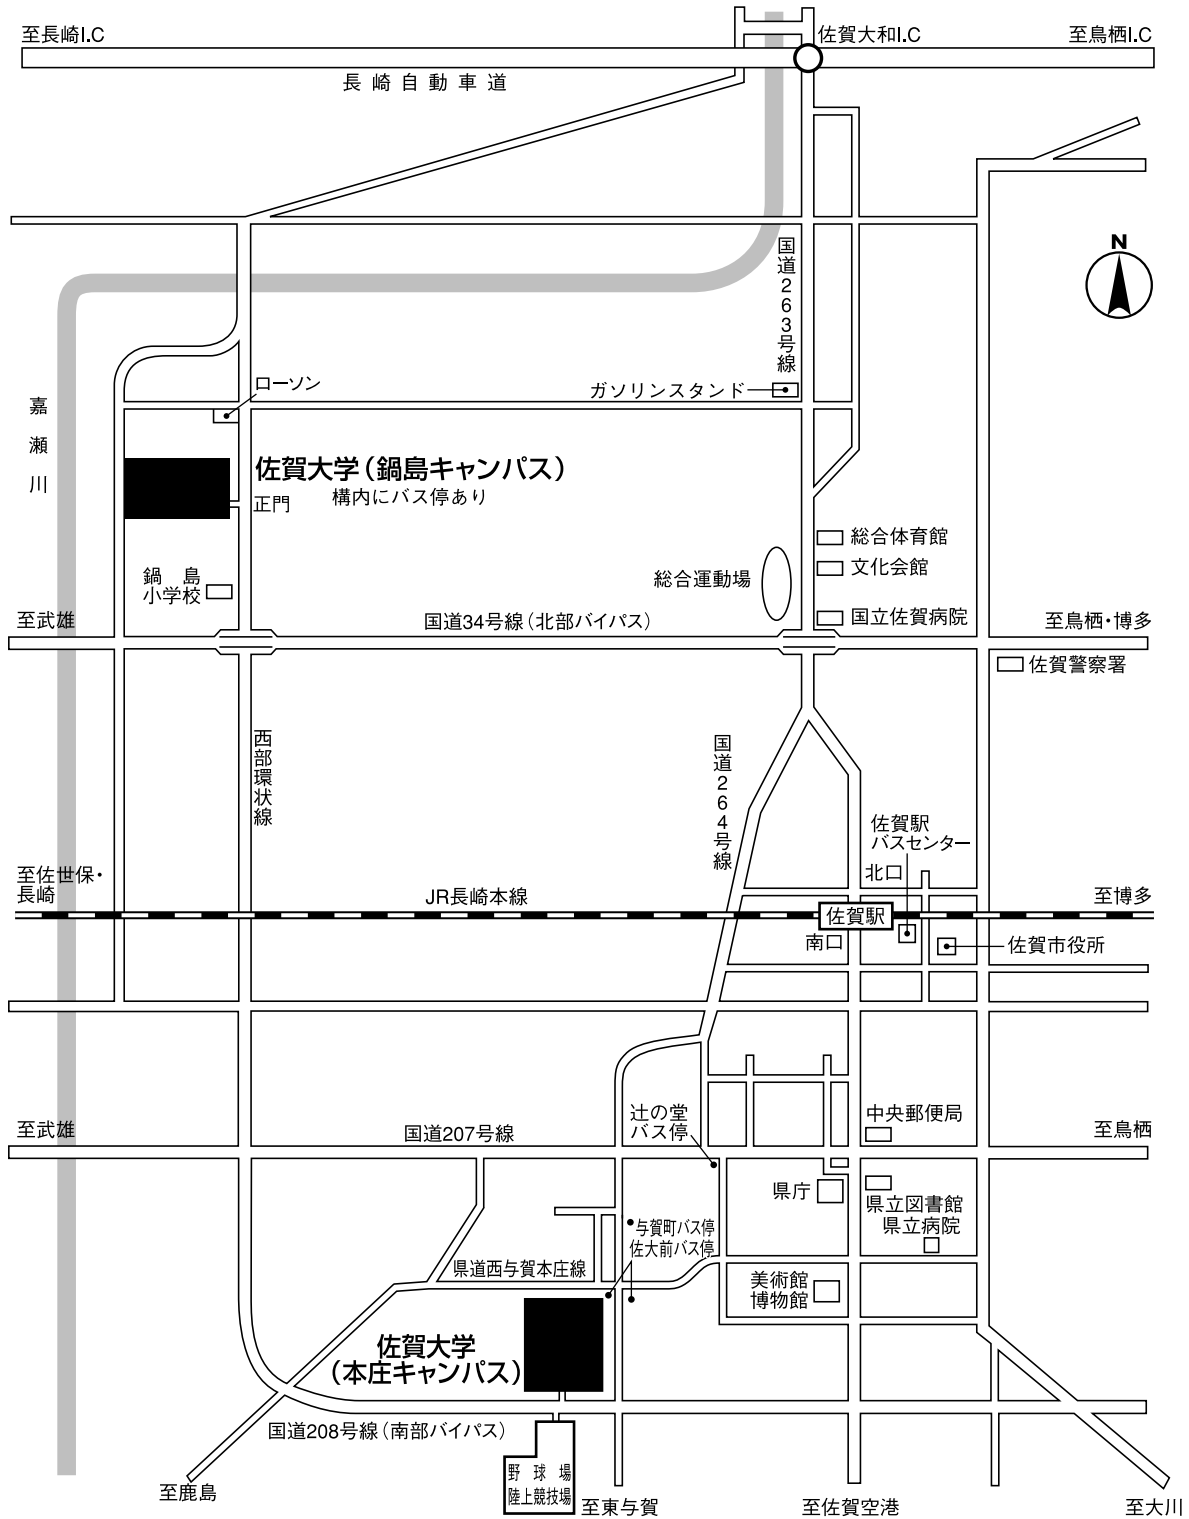 至長崎I.C
佐賀大和I.C
至鳥栖I.C
長崎自動車道
N
国道263号線
ローソン
ガソリンスタンド
嘉瀬川
佐賀大学（鍋島キャンパス）
構内にバス停あり
正門
総合体育館
文化会館
総合運動場
鍋島
小学校
国立佐賀病院
至武雄
国道34号線（北部バイパス）
至鳥栖・博多
佐賀警察署
西部環状線
国道264号線
佐賀駅
バスセンター
北口
至佐世保・
長崎
JR長崎本線
至博多
佐賀駅
南口
佐賀市役所
辻の堂
バス停
中央郵便局
至武雄
国道207号線
至鳥栖
県庁
県立図書館
県立病院
与賀町バス停
佐大前バス停
県道西与賀本庄線
美術館
博物館
佐賀大学
（本庄キャンパス）
国道208号線（南部バイパス）
野球場
陸上競技場
至鹿島
至東与賀
至佐賀空港
至大川